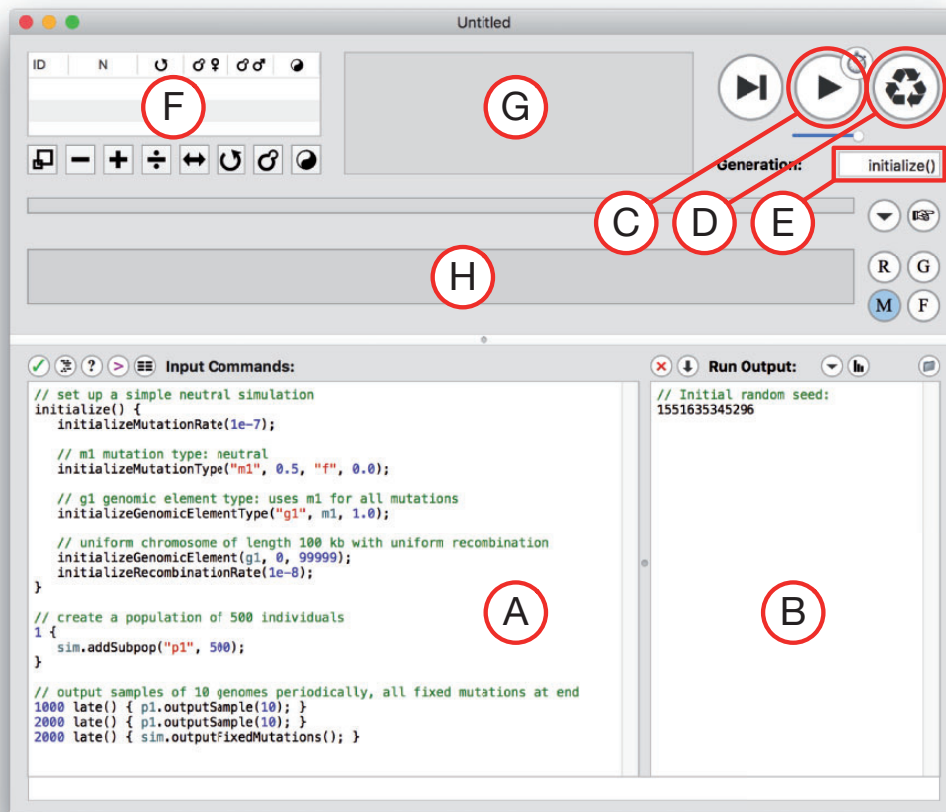 Untitled
ID N
F
G
Generation: initialize()
C D E
H
R G
M F
? > Input Commands: Run Output:
// set up a simple neutral simulation
initialize() {
initializeMutationRate(1e-7);
// m1 mutation type: neutral
initializeMutationType("m1", 0.5, "f", 0.0);
// g1 genomic element type: uses m1 for all mutations
initializeGenomicElementType("g1", m1, 1.0);
// uniform chromosome of length 100 kb with uniform recombination
initializeGenomicElement(g1, 0, 99999);
initializeRecombinationRate(1e-8);
}
// create a population of 500 individuals
1 {
sim.addSubpop("p1", 500);
}
// output samples of 10 genomes periodically, all fixed mutations at end
1000 late() { p1.outputSample(10); }
2000 late() { p1.outputSample(10); }
2000 late() { sim.outputFixedMutations(); }
A
// Initial random seed:
1551635345296
B